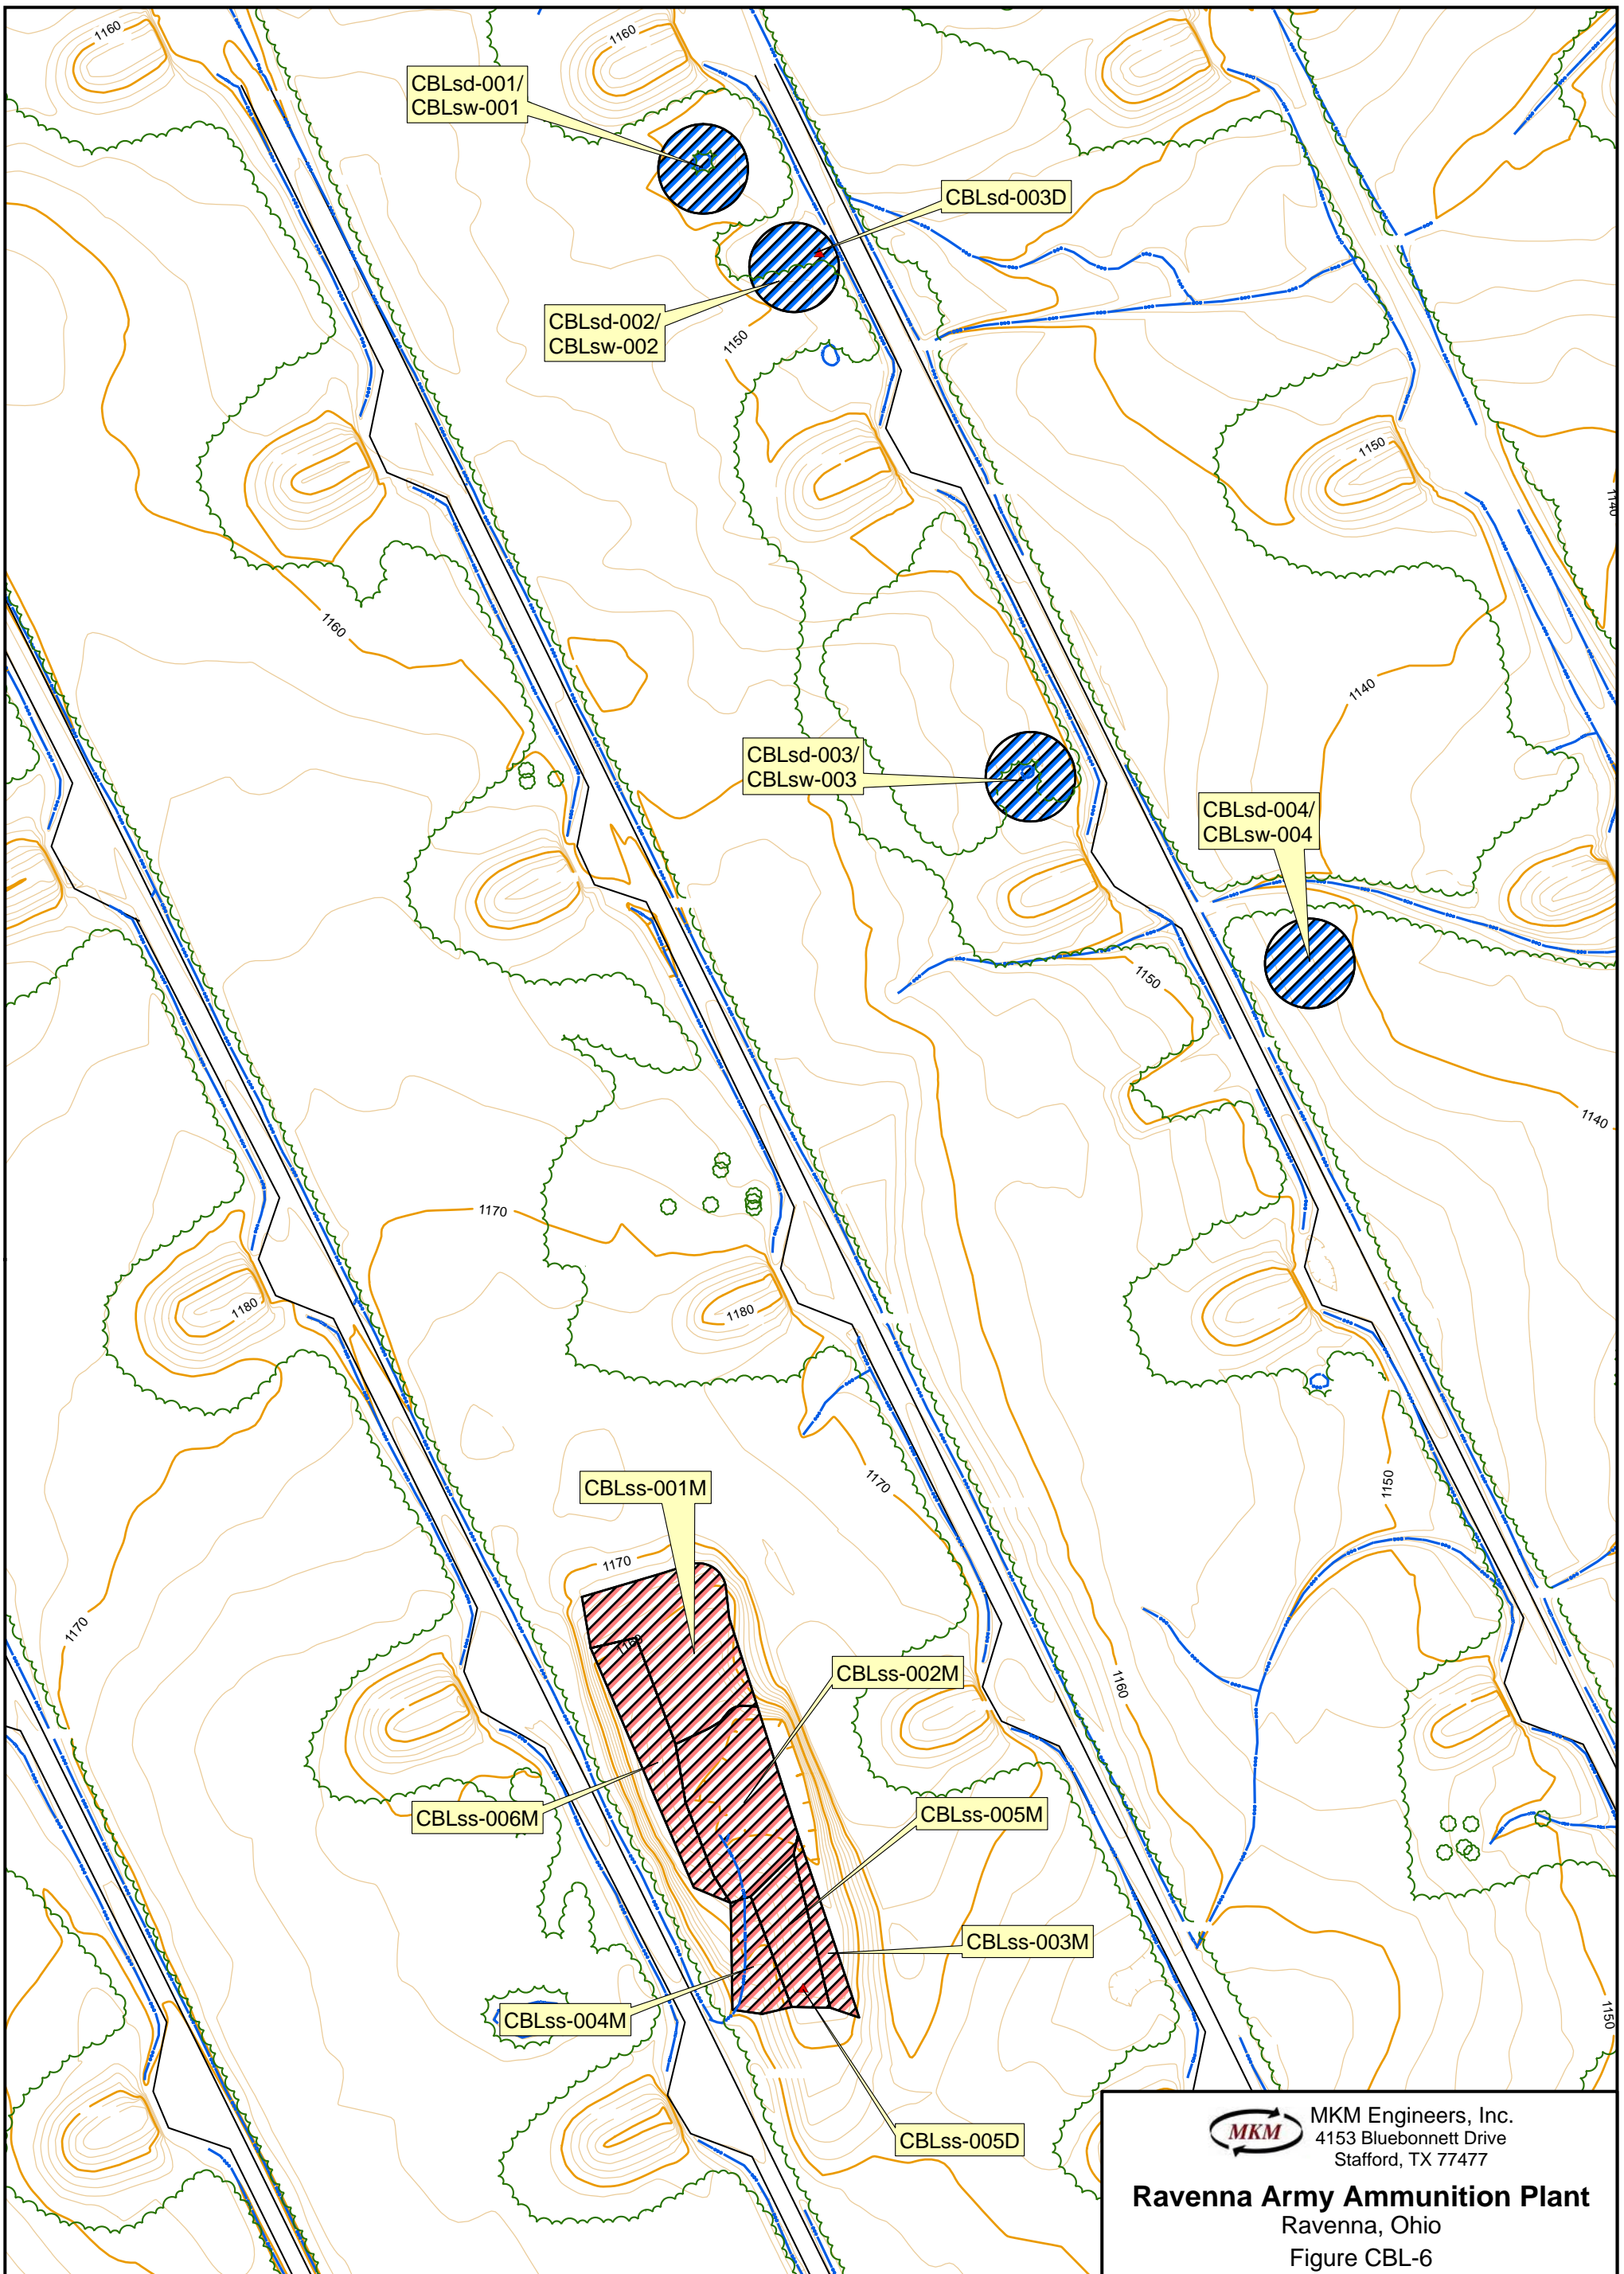 1160
1160
CBLsd-001/
CBLsw-001
CBLsd-003D
CBLsd-002/
CBLsw-002
1150
1150
1140
1160
1140
CBLsd-003/
CBLsw-003
CBLsd-004/
CBLsw-004
1150
1140
1170
1180
1180
1170
1150
CBLss-001M
1170
1170
1160
CBLss-002M
1160
CBLss-006M
CBLss-005M
CBLss-003M
CBLss-004M
1150
CBLss-005D
MKM
MKM Engineers, Inc.
4153 Bluebonnett Drive
Stafford, TX 77477
Ravenna Army Ammunition Plant
Ravenna, Ohio
Figure CBL-6